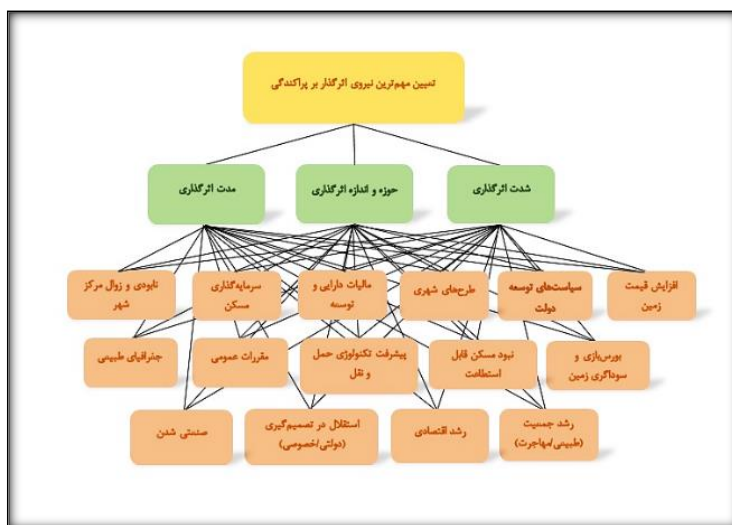 تعیین مهم‌ترین نیروی اثرگذار بر پراکندگی
شدت اثرگذاری
حوزه و اندازه اثرگذاری
مدت اثرگذاری
افزایش قیمت
زمین
سیاست‌های توسعه
دولت
طرح‌های شهری
مالیات دارایی و
توسعه
سرمایه‌گذاری
مسکن
نابودی و زوال مرکز
شهر
بورس‌بازی و
سوداگری زمین
نبود مسکن قابل
استطاعت
پیشرفت تکنولوژی حمل
و نقل
مقررات عمومی
جغرافیای طبیعی
رشد جمعیت
(طبیعی/مهاجرت)
رشد اقتصادی
استقلال در تصمیم‌گیری
(دولتی/خصوصی)
صنعتی شدن